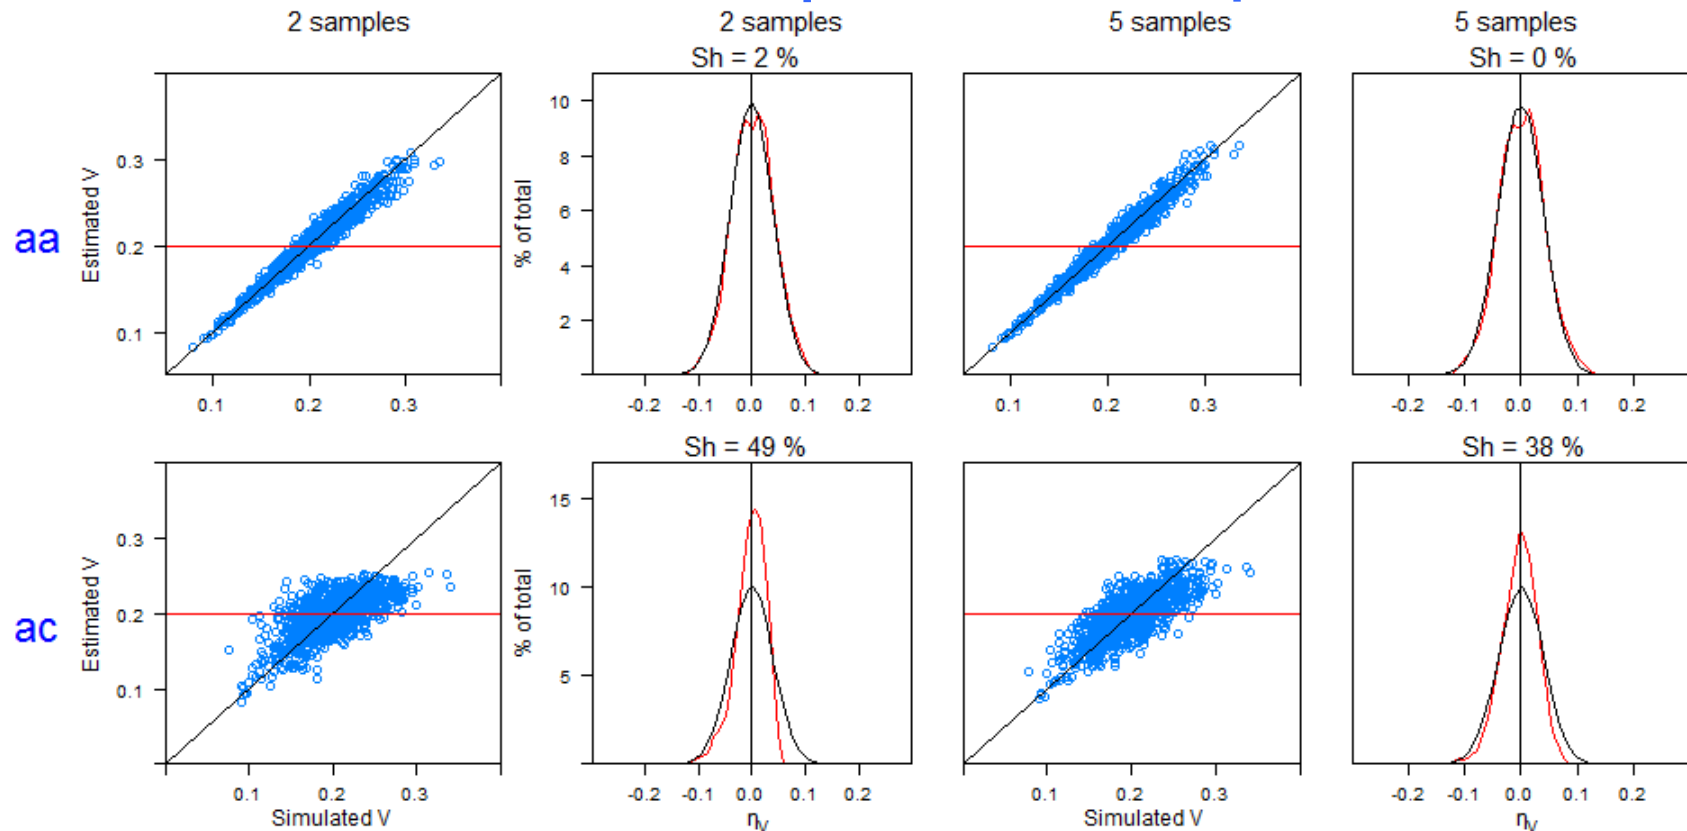 2 samples 2 samples 5 samples 5 samples
Sh = 2 % Sh = 0 %
aa
Estimated V
0.3
0.2
0.1
0.1 0.2 0.3
% of total
10
8
6
4
2
-0.2 -0.1 0.0 0.1 0.2
0.1 0.2 0.3
-0.2 -0.1 0.0 0.1 0.2
Sh = 49 % Sh = 38 %
ac
Estimated V
0.3
0.2
0.1
0.1 0.2 0.3
Simulated V
% of total
15
10
5
-0.2 -0.1 0.0 0.1 0.2
ηV
0.1 0.2 0.3
Simulated V
-0.2 -0.1 0.0 0.1 0.2
ηV